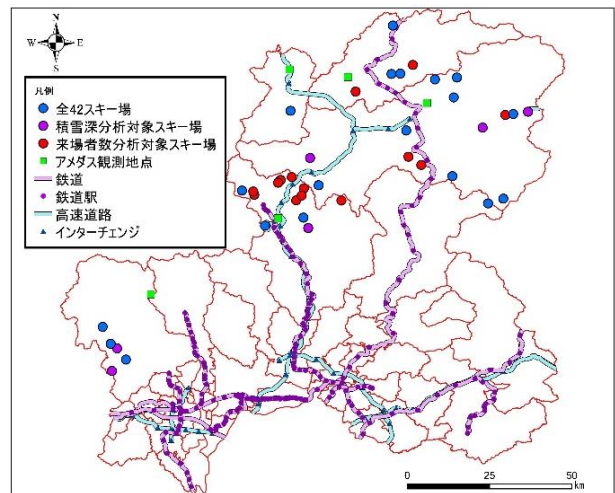 N
W
E
S
凡例
全42スキー場
積雪深分析対象スキー場
来場者数分析対象スキー場
アメダス観測地点
鉄道
鉄道駅
高速道路
インターチェンジ
0 25 50
km